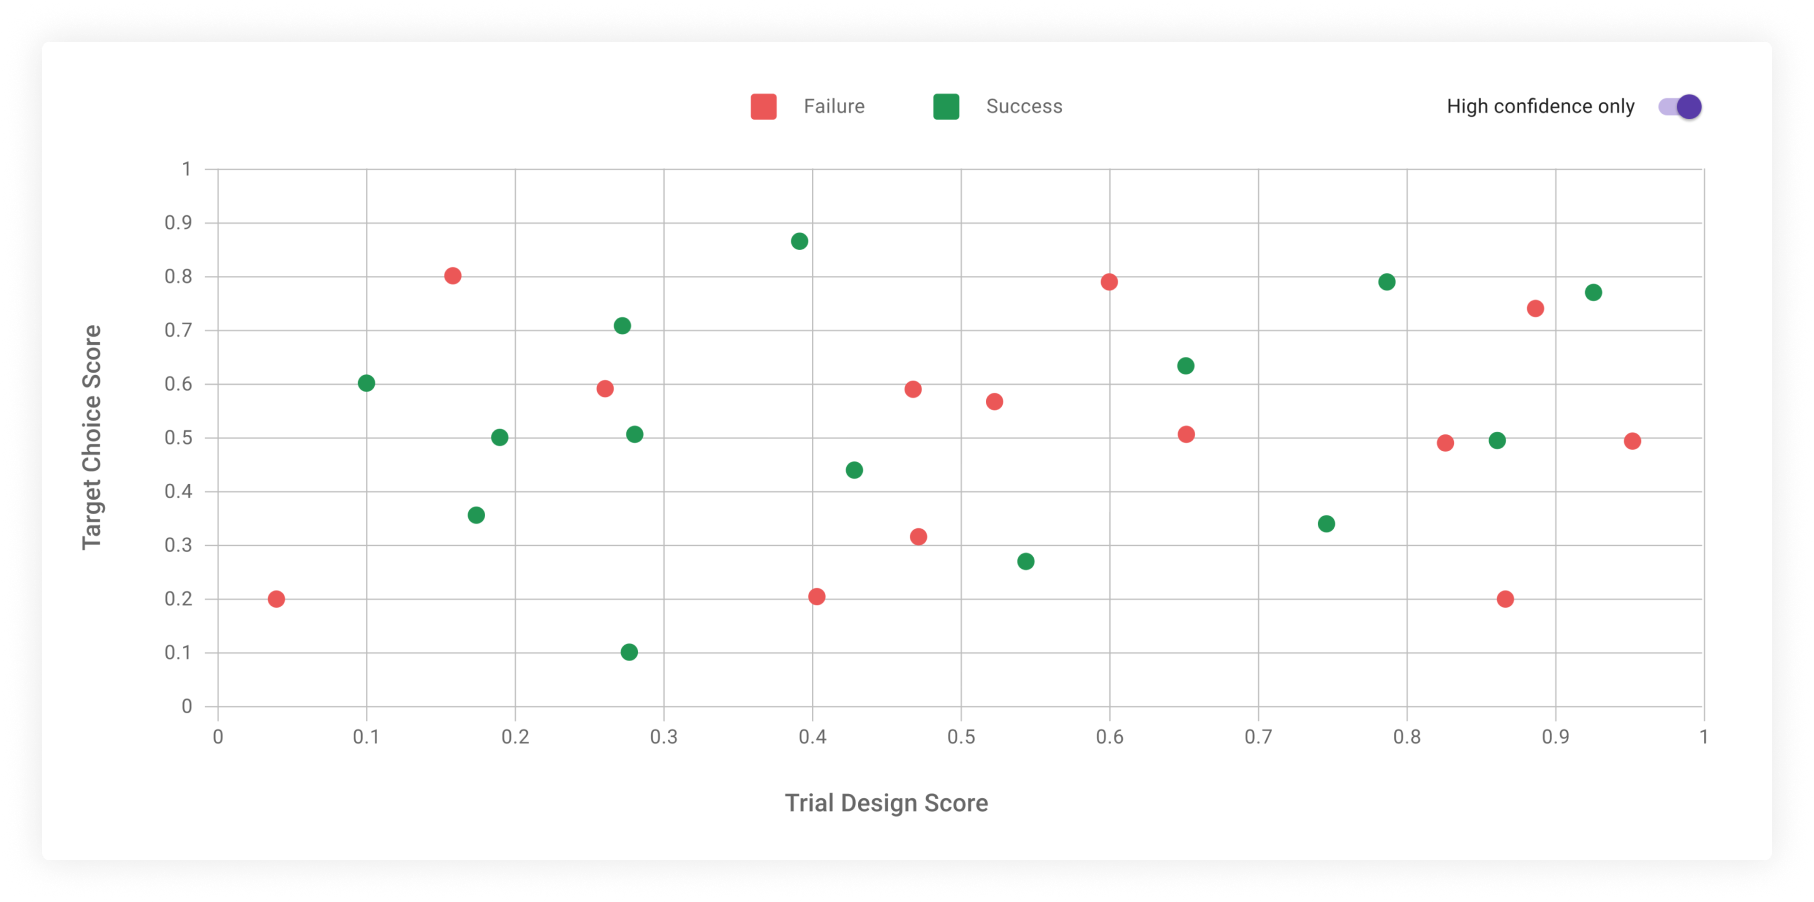 Failure Success High confidence only
1
0.9
0.8
0.7
0.6
0.5
0.4
0.3
0.2
0.1
0
Target Choice Score
0 0.1 0.2 0.3 0.4 0.5 0.6 0.7 0.8 0.9 1
Trial Design Score